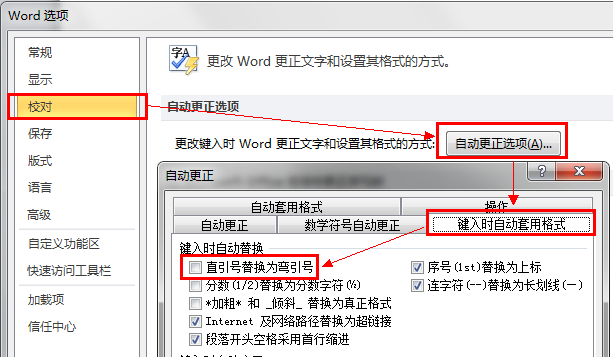 Word 选项
常规
显示
校对
保存
版式
语言
高级
自定义功能区
快速访问工具栏
加载项
信任中心
字A
更改 Word 更正文字和设置其格式的方式。
自动更正选项
更改键入时 Word 更正文字和设置其格式的方式:
自动更正选项(A)...
自动更正
?
自动套用格式
操作
自动更正
数学符号自动更正
键入时自动套用格式
键入时自动替换
直引号替换为弯引号
序号(1st)替换为上标
分数(1/2)替换为分数字符(½)
连字符(--)替换为长划线(—)
*加粗* 和 _倾斜_ 替换为真正格式
Internet 及网络路径替换为超链接
段落开头空格采用首行缩进